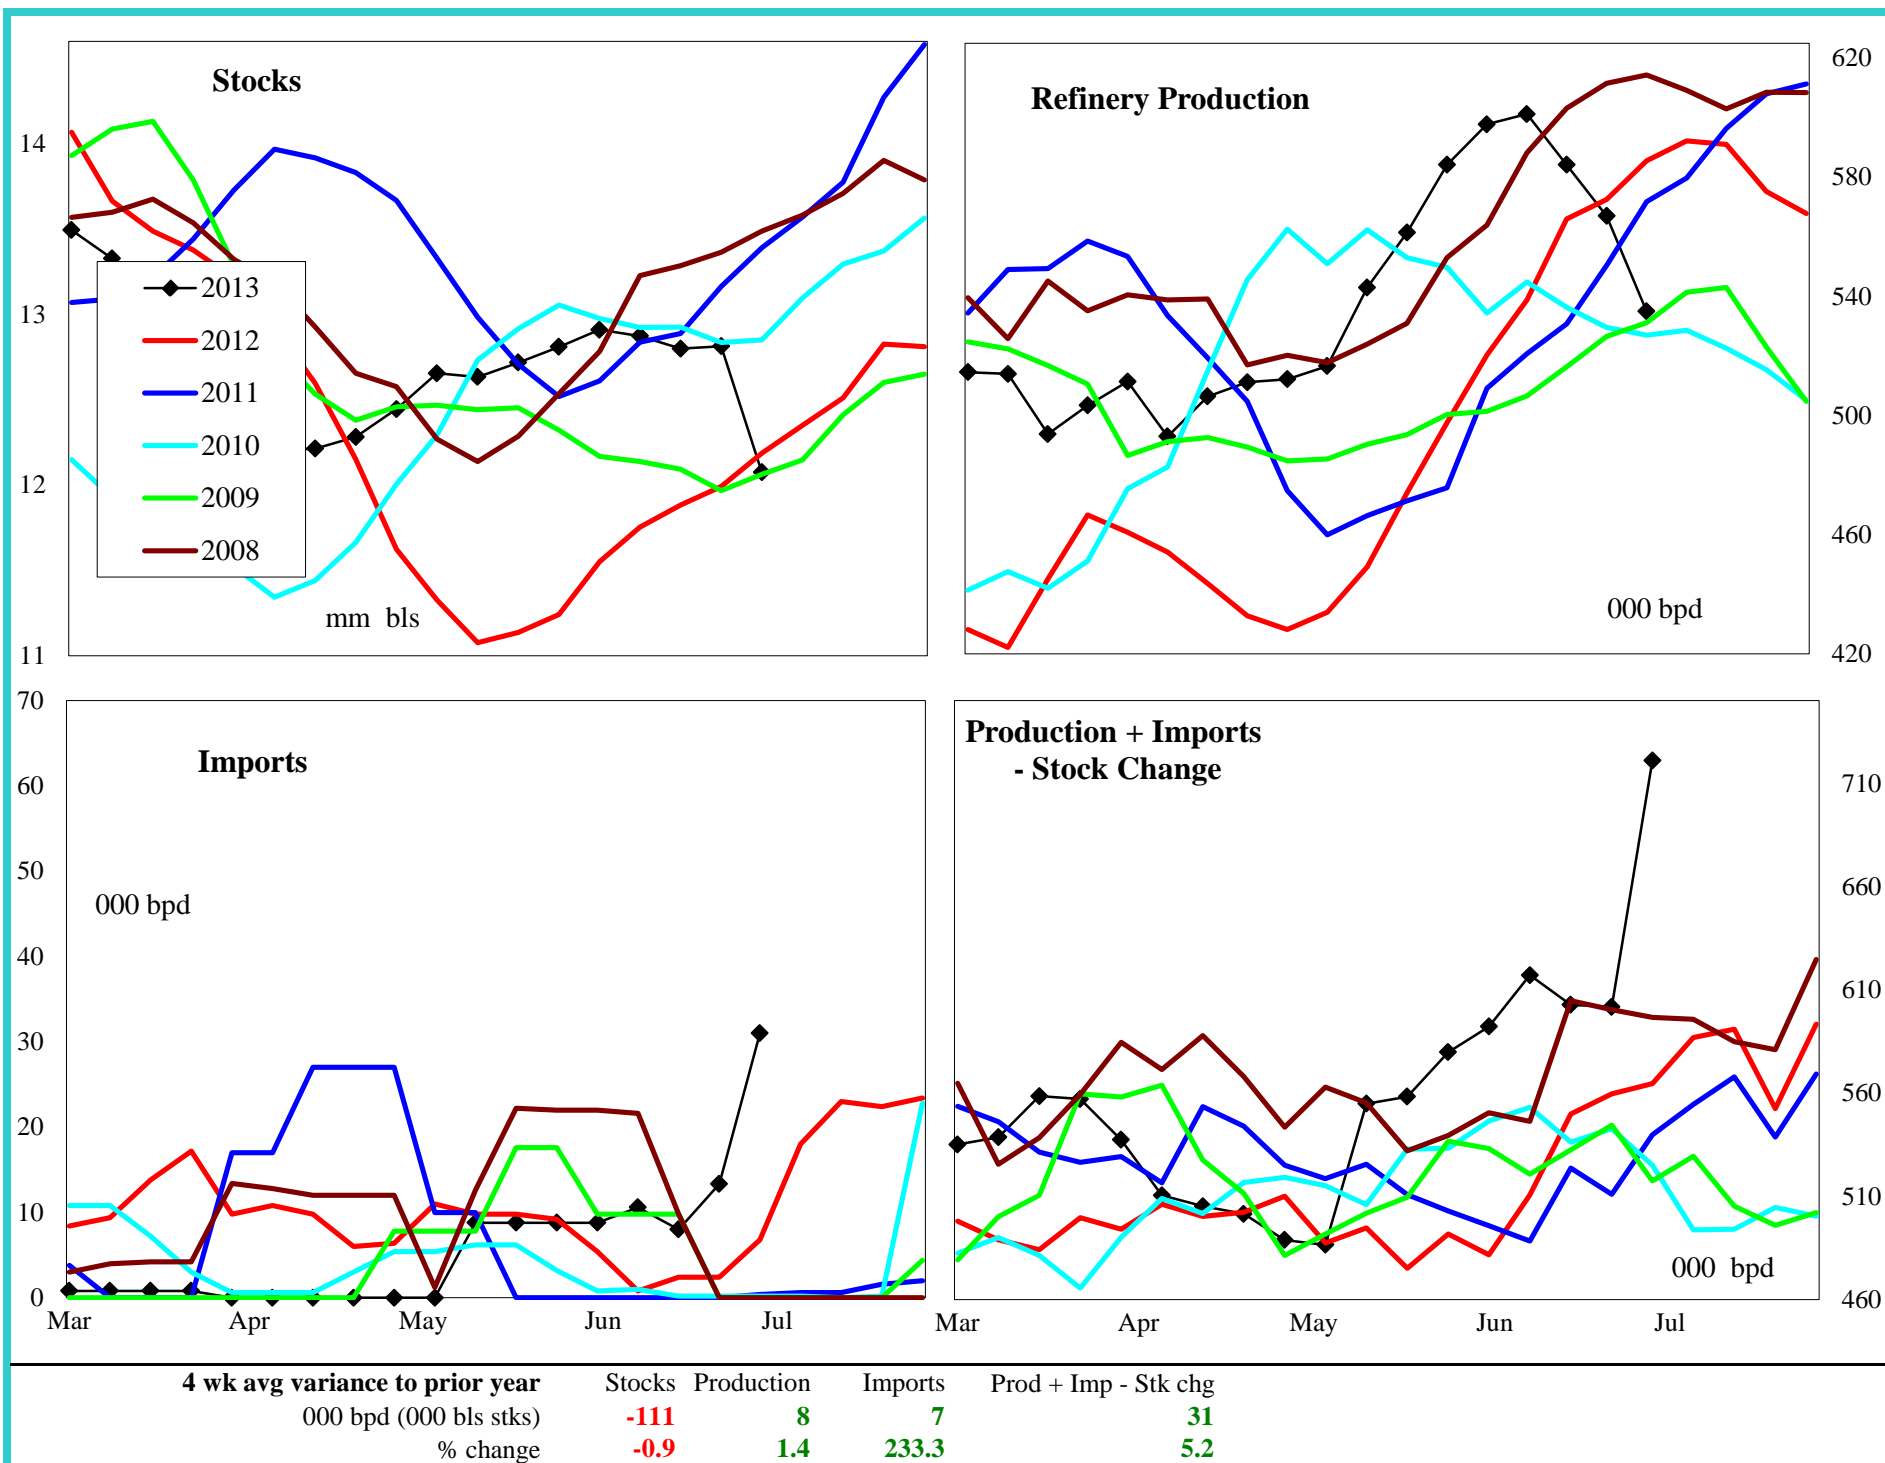 Stocks
14
13
12
11
2013
2012
2011
2010
2009
2008
mm bls
Refinery Production
620
580
540
500
460
420
000 bpd
Imports
70
60
50
40
30
20
10
0
000 bpd
Mar Apr May Jun Jul
Production + Imports
- Stock Change
710
660
610
560
510
460
000 bpd
Mar Apr May Jun Jul
4 wk avg variance to prior year Stocks Production Imports Prod + Imp - Stk chg
000 bpd (000 bls stks) -111 8 7 31
% change -0.9 1.4 233.3 5.2